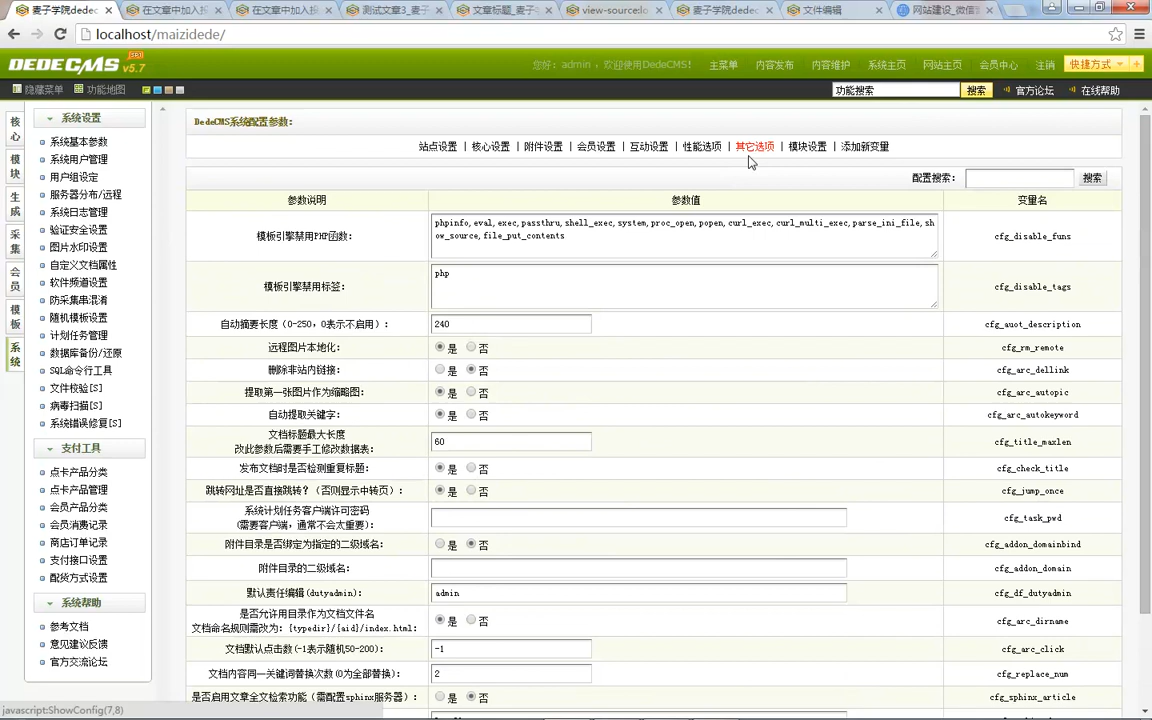 麦子学院dedec
在文章中加入挖
在文章中加入挖
测试文章3_麦子
文章标题_麦子
view-source:lo
麦子学院dedec
文件编辑
网站建设_微信
localhost/maizidede/
DEDECMS v5.7
您好：admin ，欢迎使用DedeCMS！ 主菜单 内容发布 内容维护 系统主页 网站主页 会员中心 注销 快捷方式
隐藏菜单 功能地图 功能搜索 搜索 官方论坛 在线帮助
核心
模块
生成
采集
会员
模板
系统
系统设置
系统基本参数
系统用户管理
用户组设定
服务器分布/远程
系统日志管理
验证安全设置
图片水印设置
自定义文档属性
软件频道设置
防采集串混淆
随机模板设置
计划任务管理
数据库备份/还原
SQL命令行工具
文件校验[S]
病毒扫描[S]
系统错误修复[S]
支付工具
点卡产品分类
点卡产品管理
会员产品分类
会员消费记录
商店订单记录
支付接口设置
配货方式设置
系统帮助
参考文档
意见建议反馈
官方交流论坛
DedeCMS系统配置参数：
站点设置 | 核心设置 | 附件设置 | 会员设置 | 互动设置 | 性能选项 | 其它选项 | 模块设置 | 添加新变量
配置搜索： 搜索
参数说明 参数值 变量名
模板引擎禁用PHP函数： phpinfo, eval, exec, passthru, shell_exec, system, proc_open, popen, curl_exec, curl_multi_exec, parse_ini_file, sh
ow_source, file_put_contents
cfg_disable_funs
模板引擎禁用标签： php cfg_disable_tags
自动摘要长度（0-250，0表示不启用）： 240 cfg_auot_description
远程图片本地化： 是 否 cfg_rm_remote
删除非站内链接： 是 否 cfg_arc_dellink
提取第一张图片作为缩略图： 是 否 cfg_arc_autopic
自动提取关键字： 是 否 cfg_arc_autokeyword
文档标题最大长度
改此参数后需要手工修改数据表： 60 cfg_title_maxlen
发布文档时是否检测重复标题： 是 否 cfg_check_title
跳转网址是否直接跳转？（否则显示中转页）： 是 否 cfg_jump_once
系统计划任务客户端许可密码
(需要客户端，通常不会太重要)： cfg_task_pwd
附件目录是否绑定为指定的二级域名： 是 否 cfg_addon_domainbind
附件目录的二级域名： cfg_addon_domain
默认责任编辑(dutyadmin)： admin cfg_df_dutyadmin
是否允许用目录作为文档文件名
文档命名规则需改为：{typedir}/{aid}/index.html： 是 否 cfg_arc_dirname
文档默认点击数(-1表示随机50-200)： -1 cfg_arc_click
文档内容同一关键词替换次数(0为全部替换)： 2 cfg_replace_num
是否启用文章全文检索功能（需配置sphinx服务器）： 是 否 cfg_sphinx_article
javascript:ShowConfig(7,8)